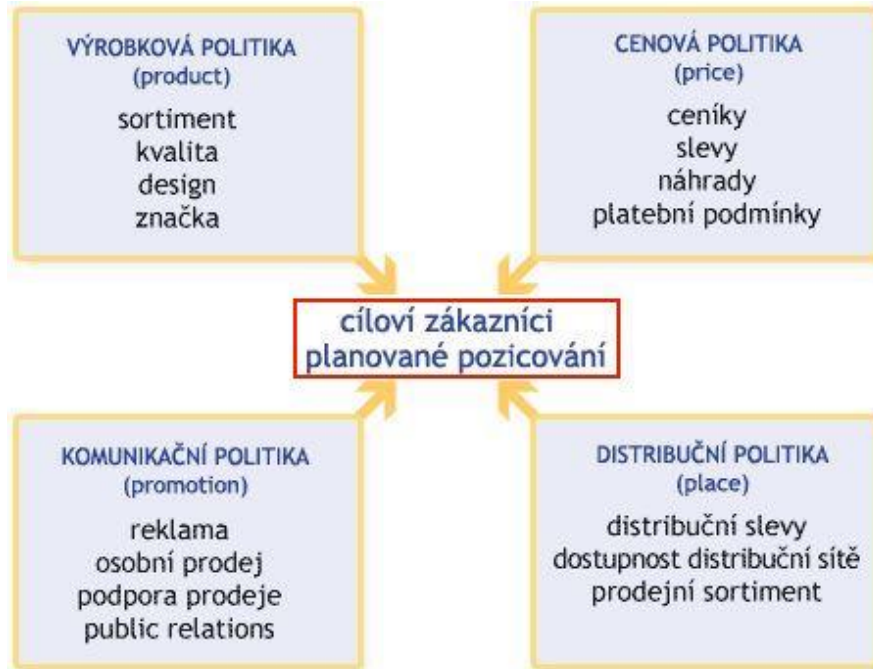 VÝROBKOVÁ POLITIKA
(product)
sortiment
kvalita
design
značka
CENOVÁ POLITIKA
(price)
ceníky
slevy
náhrady
platební podmínky
cíloví zákazníci
planované pozicování
KOMUNIKAČNÍ POLITIKA
(promotion)
reklama
osobní prodej
podpora prodeje
public relations
DISTRIBUČNÍ POLITIKA
(place)
distribuční slevy
dostupnost distribuční sítě
prodejní sortiment